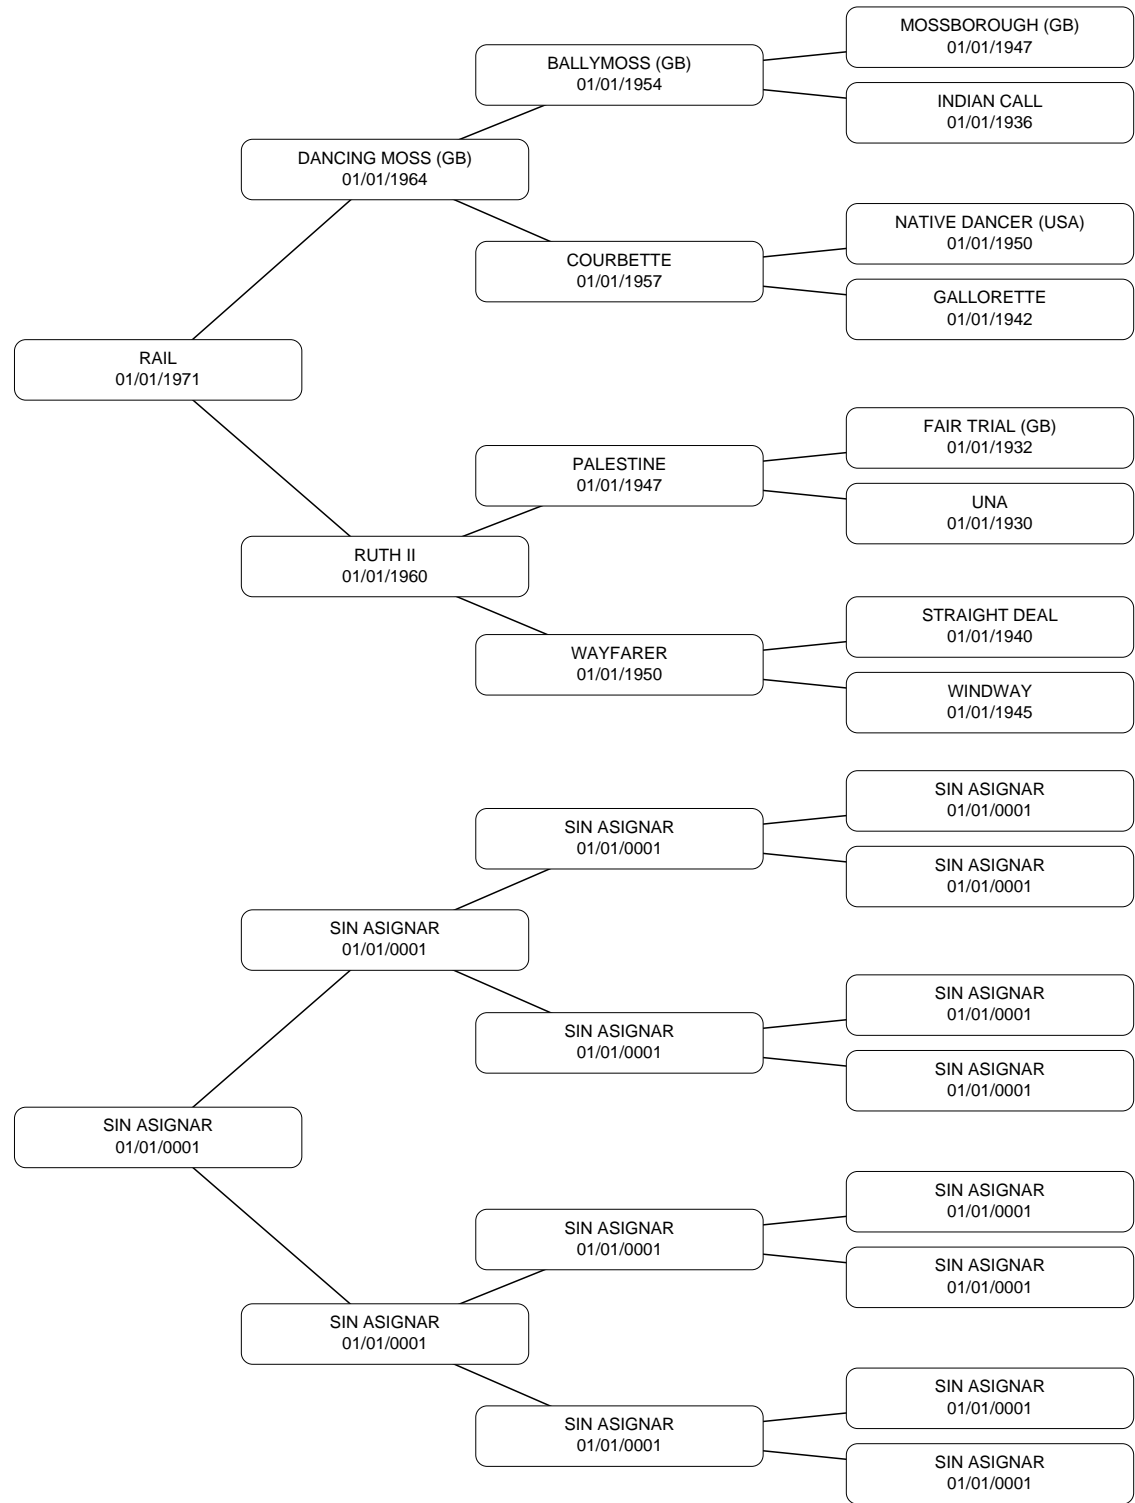 MOSSBOROUGH (GB)
01/01/1947
BALLYMOSS (GB)
01/01/1954
INDIAN CALL
01/01/1936
DANCING MOSS (GB)
01/01/1964
NATIVE DANCER (USA)
01/01/1950
COURBETTE
01/01/1957
GALLORETTE
01/01/1942
RAIL
01/01/1971
FAIR TRIAL (GB)
01/01/1932
PALESTINE
01/01/1947
UNA
01/01/1930
RUTH II
01/01/1960
STRAIGHT DEAL
01/01/1940
WAYFARER
01/01/1950
WINDWAY
01/01/1945
SIN ASIGNAR
01/01/0001
SIN ASIGNAR
01/01/0001
SIN ASIGNAR
01/01/0001
SIN ASIGNAR
01/01/0001
SIN ASIGNAR
01/01/0001
SIN ASIGNAR
01/01/0001
SIN ASIGNAR
01/01/0001
SIN ASIGNAR
01/01/0001
SIN ASIGNAR
01/01/0001
SIN ASIGNAR
01/01/0001
SIN ASIGNAR
01/01/0001
SIN ASIGNAR
01/01/0001
SIN ASIGNAR
01/01/0001
SIN ASIGNAR
01/01/0001
SIN ASIGNAR
01/01/0001